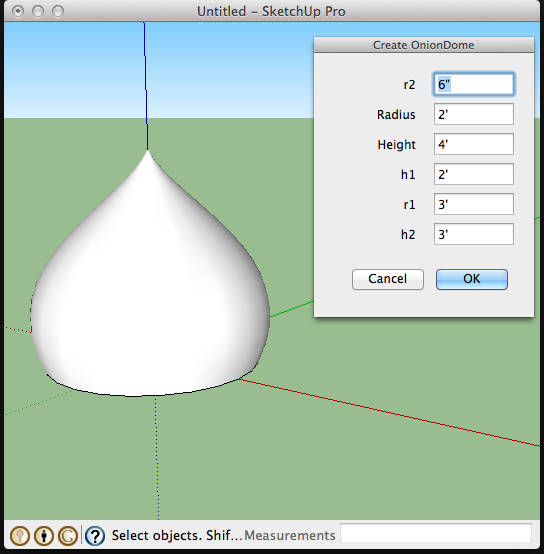 Untitled – SketchUp Pro
Create OnionDome
r2 6"
Radius 2'
Height 4'
h1 2'
r1 3'
h2 3'
Cancel OK
? Select objects. Shif... Measurements